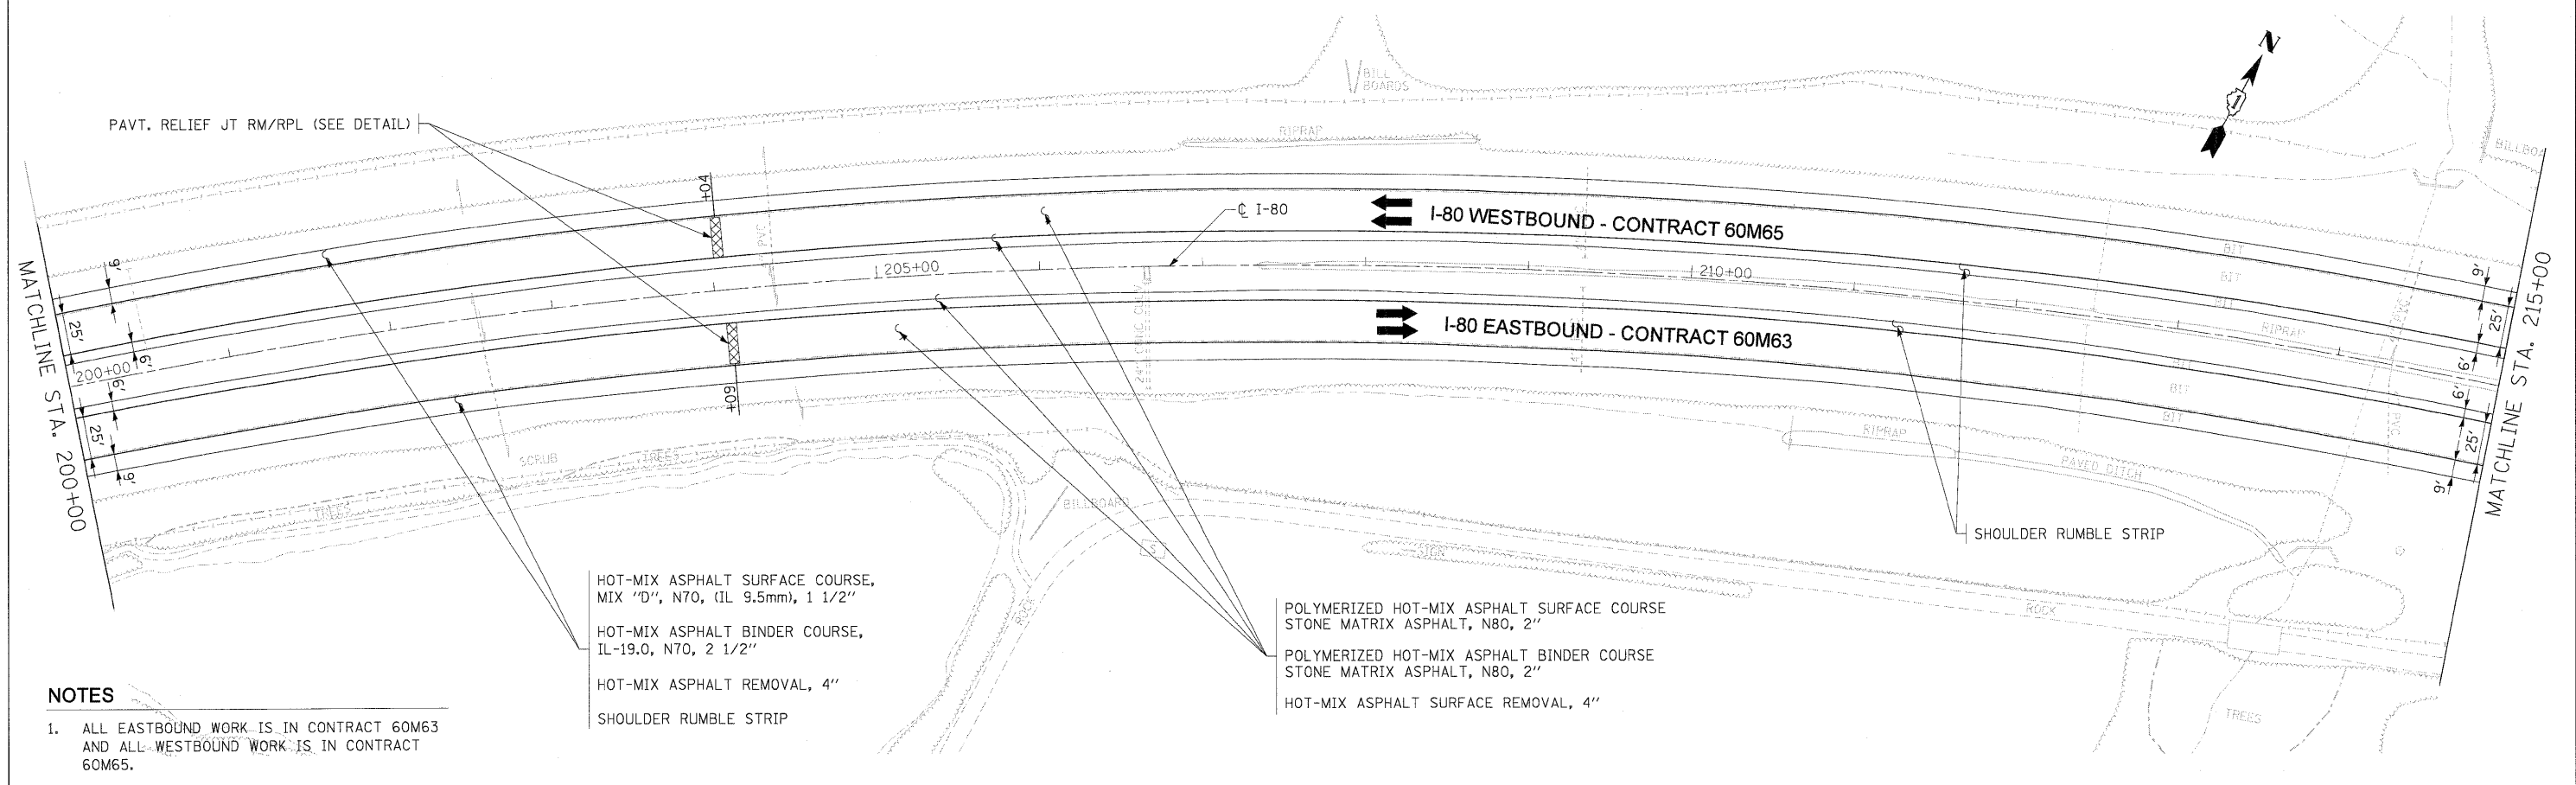 N
1
BILL
BOARDS
PAVT. RELIEF JT RM/RPL (SEE DETAIL)
RIPRAP
BILLBOA
+04
PVC
℄ I-80
I-80 WESTBOUND - CONTRACT 60M65
205+00
210+00
BIT
BIT
BIT
RIPRAP
I-80 EASTBOUND - CONTRACT 60M63
BIT
BIT
BIT
MATCHLINE STA. 200+00
9'
25'
6'
200+00
6'
25'
9'
+09
MATCHLINE STA. 215+00
9'
25'
6'
6'
25'
9'
PVC
SCRUB
TREES
TREES
RIPRAP
PAVED DITCH
BILLBOARD
S
SIGN
SHOULDER RUMBLE STRIP
ROCK
ROCK
TREES
HOT-MIX ASPHALT SURFACE COURSE,
MIX "D", N70, (IL 9.5mm), 1 1/2"
HOT-MIX ASPHALT BINDER COURSE,
IL-19.0, N70, 2 1/2"
HOT-MIX ASPHALT REMOVAL, 4"
SHOULDER RUMBLE STRIP
POLYMERIZED HOT-MIX ASPHALT SURFACE COURSE
STONE MATRIX ASPHALT, N80, 2"
POLYMERIZED HOT-MIX ASPHALT BINDER COURSE
STONE MATRIX ASPHALT, N80, 2"
HOT-MIX ASPHALT SURFACE REMOVAL, 4"
NOTES
1. ALL EASTBOUND WORK IS IN CONTRACT 60M63
AND ALL WESTBOUND WORK IS IN CONTRACT
60M65.